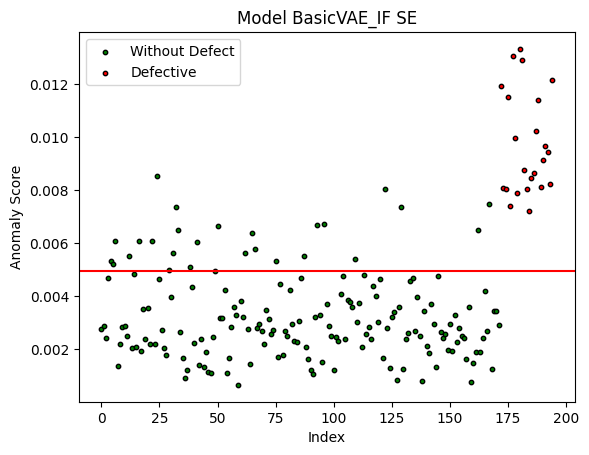 Model BasicVAE_IF SE
Without Defect
Defective
Anomaly Score
0.012
0.010
0.008
0.006
0.004
0.002
0 25 50 75 100 125 150 175 200
Index